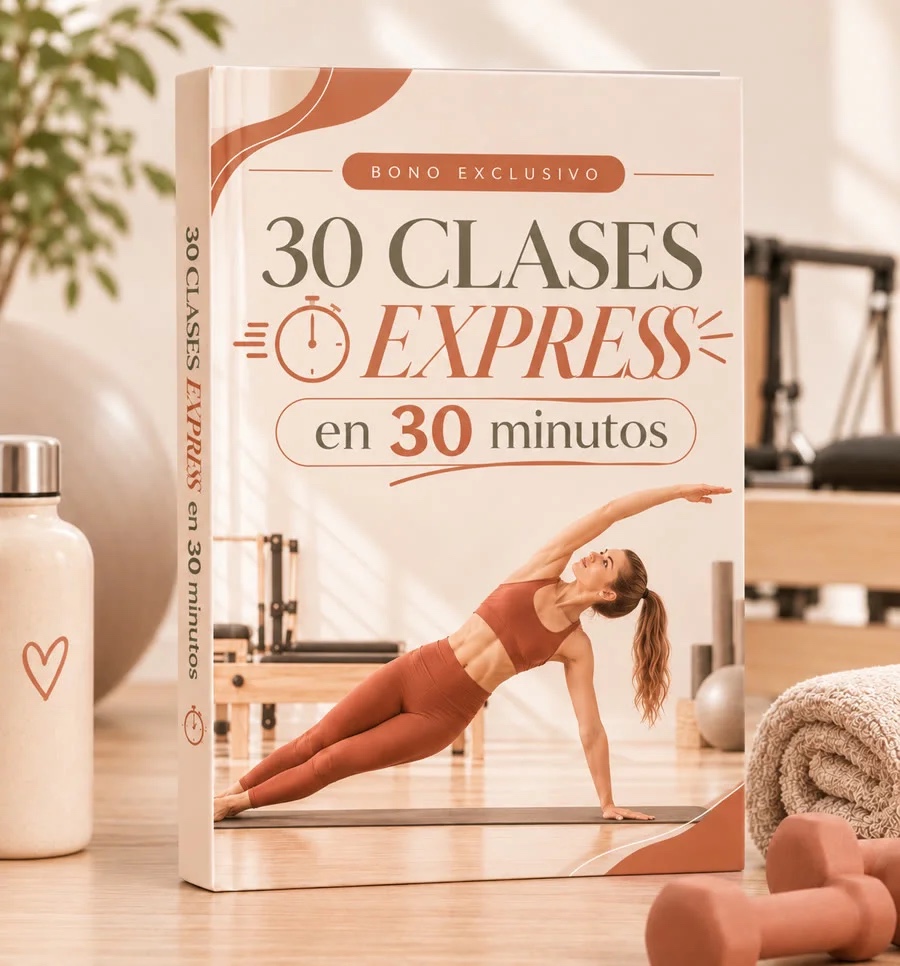 BONO EXCLUSIVO
30 CLASES
EXPRESS
en 30 minutos
30 CLASES EXPRESS en 30 minutos